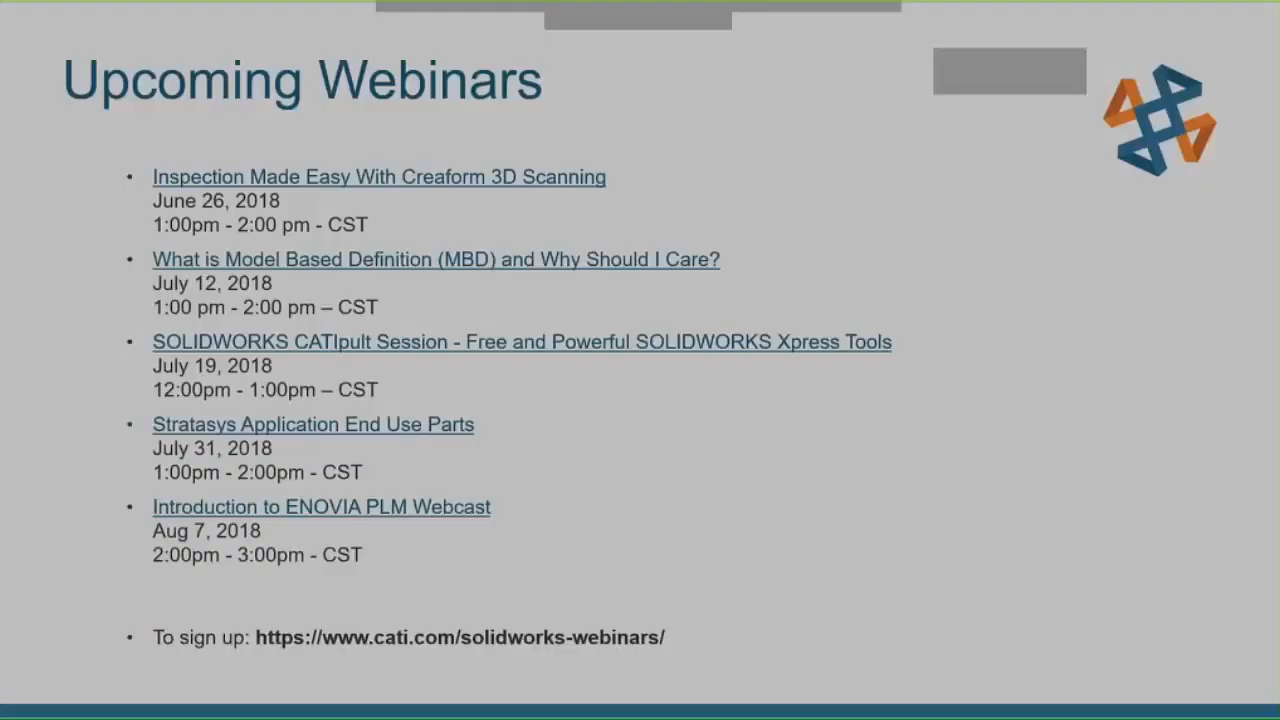 Upcoming Webinars
• Inspection Made Easy With Creaform 3D Scanning
June 26, 2018
1:00pm - 2:00 pm - CST
• What is Model Based Definition (MBD) and Why Should I Care?
July 12, 2018
1:00 pm - 2:00 pm – CST
• SOLIDWORKS CATIpult Session - Free and Powerful SOLIDWORKS Xpress Tools
July 19, 2018
12:00pm - 1:00pm – CST
• Stratasys Application End Use Parts
July 31, 2018
1:00pm - 2:00pm - CST
• Introduction to ENOVIA PLM Webcast
Aug 7, 2018
2:00pm - 3:00pm - CST
• To sign up: https://www.cati.com/solidworks-webinars/